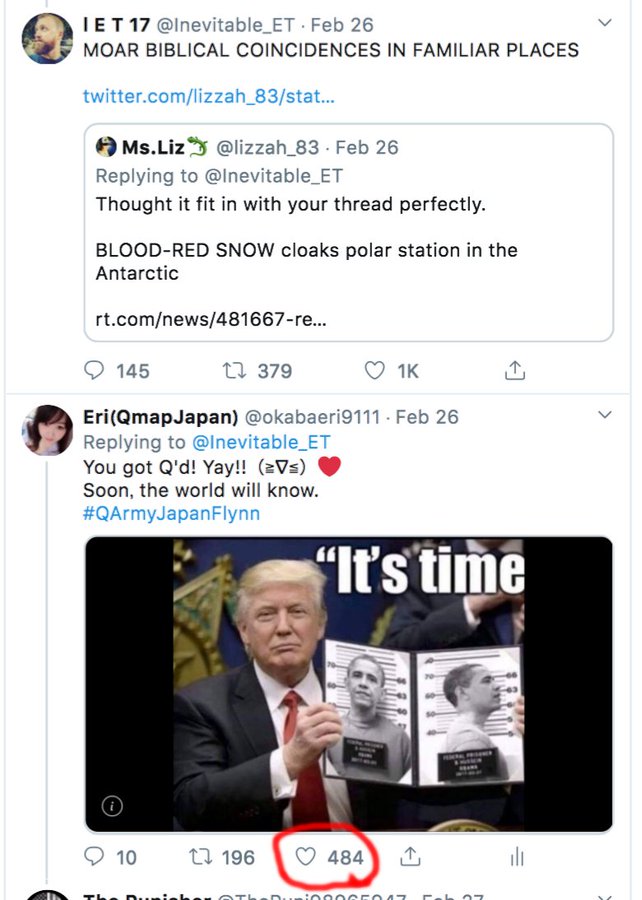 I E T 17 @Inevitable_ET · Feb 26
MOAR BIBLICAL COINCIDENCES IN FAMILIAR PLACES
twitter.com/lizzah_83/stat...
Ms.Liz🦎 @lizzah_83 · Feb 26
Replying to @Inevitable_ET
Thought it fit in with your thread perfectly.
BLOOD-RED SNOW cloaks polar station in the
Antarctic
rt.com/news/481667-re...
145 379 1K
Eri(QmapJapan) @okabaeri9111 · Feb 26
Replying to @Inevitable_ET
You got Q'd! Yay!!（≧∇≦）❤️
Soon, the world will know.
#QArmyJapanFlynn
“It's time
FEDERAL PRISONER
10 196 484
The Punisher